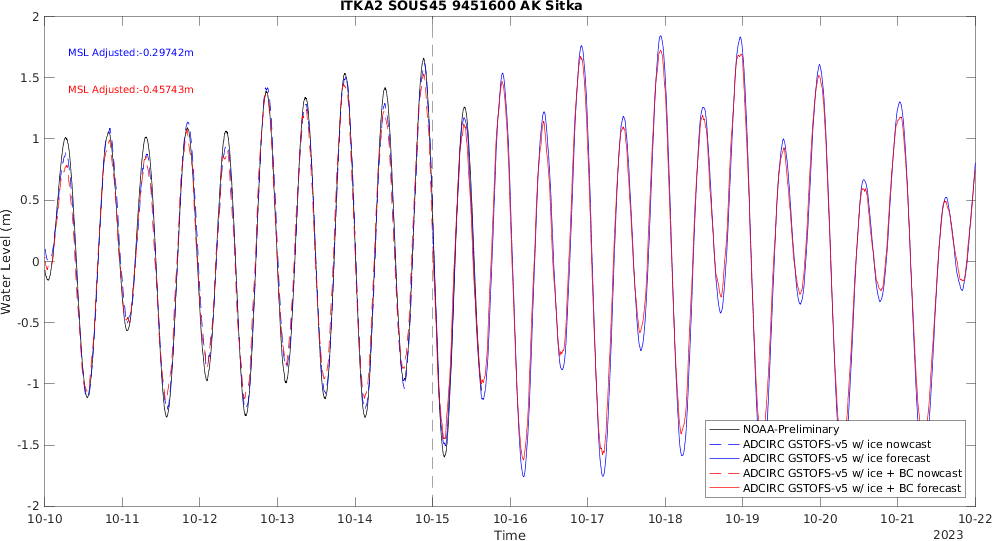 ITKA2 SOUS45 9451600 AK Sitka
2
1.5
1
0.5
0
-0.5
-1
-1.5
-2
Water Level (m)
MSL Adjusted:-0.29742m
MSL Adjusted:-0.45743m
NOAA-Preliminary
ADCIRC GSTOFS-v5 w/ ice nowcast
ADCIRC GSTOFS-v5 w/ ice forecast
ADCIRC GSTOFS-v5 w/ice + BC nowcast
ADCIRC GSTOFS-v5 w/ice + BC forecast
10-10 10-11 10-12 10-13 10-14 10-15 10-16 10-17 10-18 10-19 10-20 10-21 10-22
Time
2023